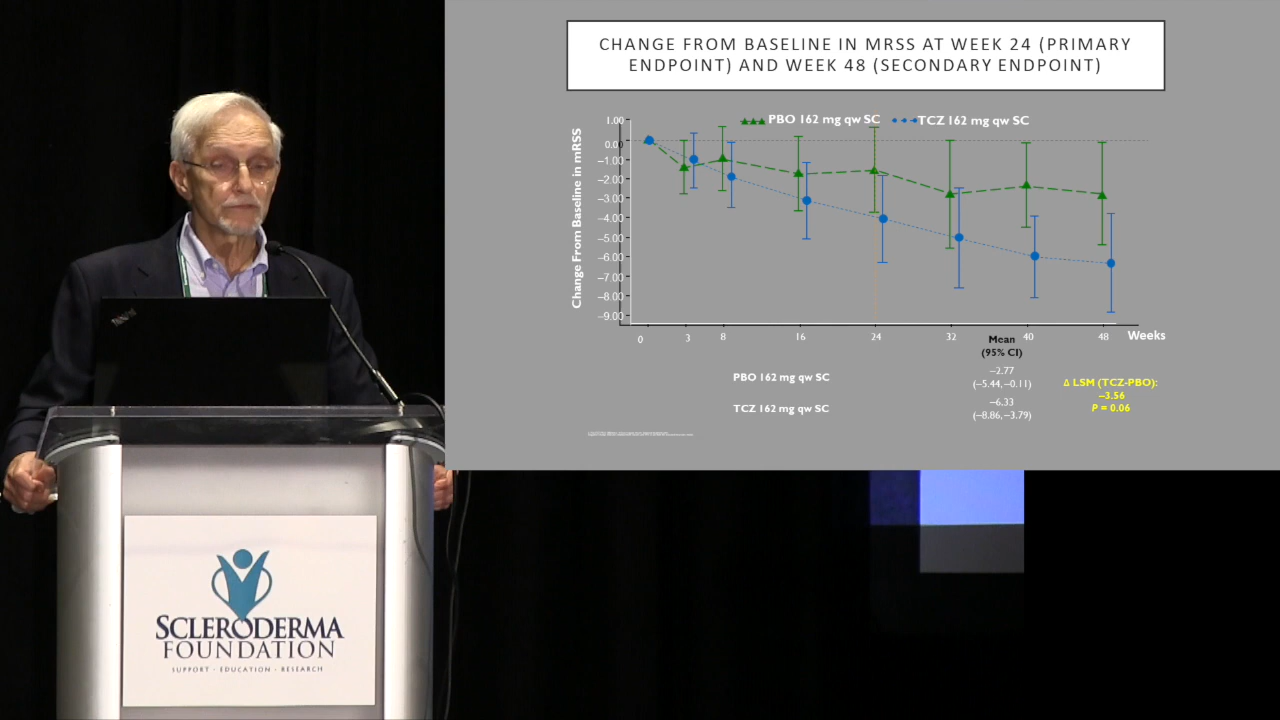 CHANGE FROM BASELINE IN MRSS AT WEEK 24 (PRIMARY
ENDPOINT) AND WEEK 48 (SECONDARY ENDPOINT)
PBO 162 mg qw SC
TCZ 162 mg qw SC
Change From Baseline in mRSS
1.00
0.00
−1.00
−2.00
−3.00
−4.00
−5.00
−6.00
−7.00
−8.00
−9.00
0 3 8 16 24 32 40 48 Weeks
Mean
(95% CI)
PBO 162 mg qw SC
−2.77
(−5.44,−0.11)
TCZ 162 mg qw SC
−6.33
(−8.86,−3.79)
Δ LSM (TCZ-PBO):
−3.56
P = 0.06
SCLERODERMA
FOUNDATION
SUPPORT · EDUCATION · RESEARCH